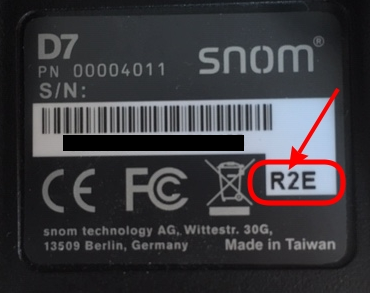 D7
snom®
PN 00004011
S/N:
CE FC R2E
snom technology AG, Wittestr. 30G,
13509 Berlin, Germany Made in Taiwan